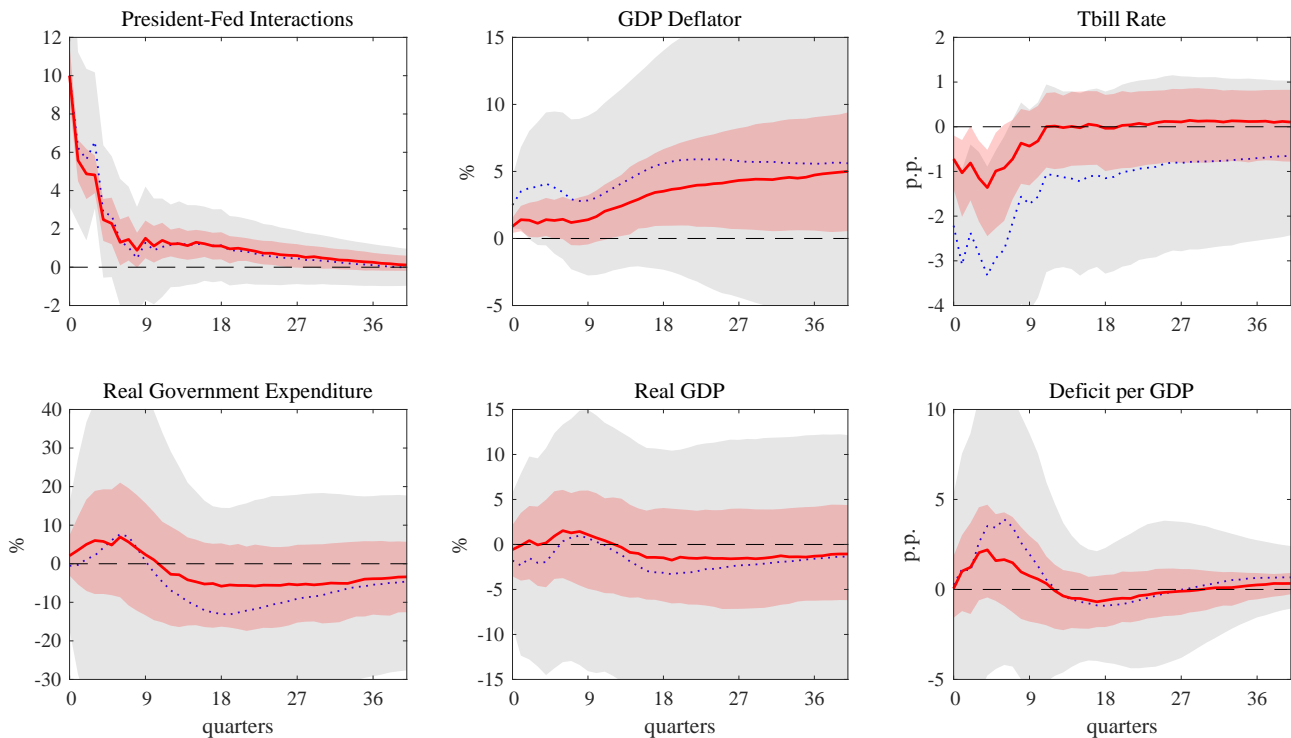 President-Fed Interactions
12
10
8
6
4
2
0
-2
0 9 18 27 36
GDP Deflator
%
15
10
5
0
-5
0 9 18 27 36
Tbill Rate
p.p.
2
1
0
-1
-2
-3
-4
0 9 18 27 36
Real Government Expenditure
%
40
30
20
10
0
-10
-20
-30
0 9 18 27 36
quarters
Real GDP
%
15
10
5
0
-5
-10
-15
0 9 18 27 36
quarters
Deficit per GDP
p.p.
10
5
0
-5
0 9 18 27 36
quarters